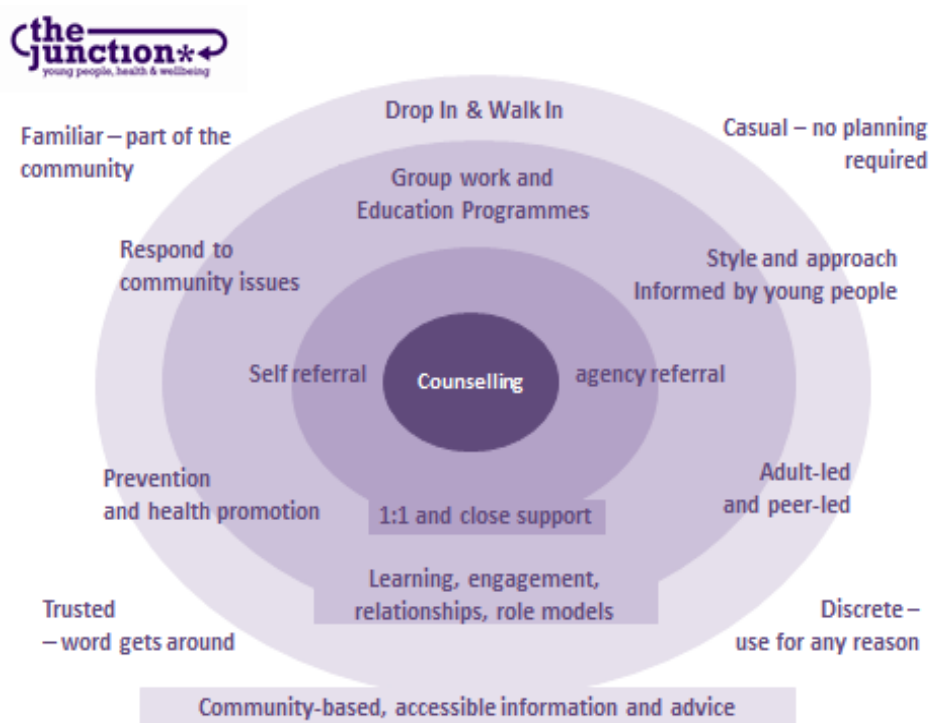 the
junction*
young people, health & wellbeing
Drop In & Walk In
Familiar – part of the
community
Casual – no planning
required
Group work and
Education Programmes
Respond to
community issues
Style and approach
Informed by young people
Self referral
Counselling
agency referral
Prevention
and health promotion
Adult-led
and peer-led
1:1 and close support
Learning, engagement,
relationships, role models
Trusted
– word gets around
Discrete –
use for any reason
Community-based, accessible information and advice